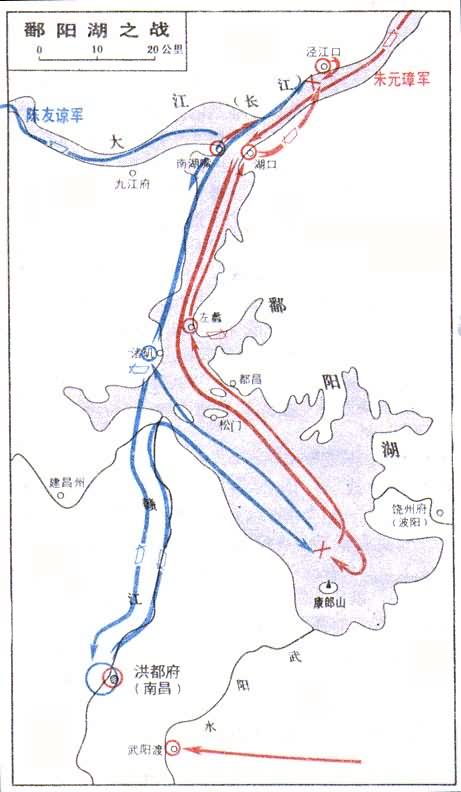 鄱阳湖之战
0 10 20公里
泾江口
朱元璋军
江(长
江)
陈友谅军
大
南湖嘴
湖口
九江府
左蠡
鄱
渚矶
都昌
阳
松门
湖
建昌州
赣
饶州府
(波阳)
康郎山
江
洪都府
(南昌)
武
阳
水
武阳渡